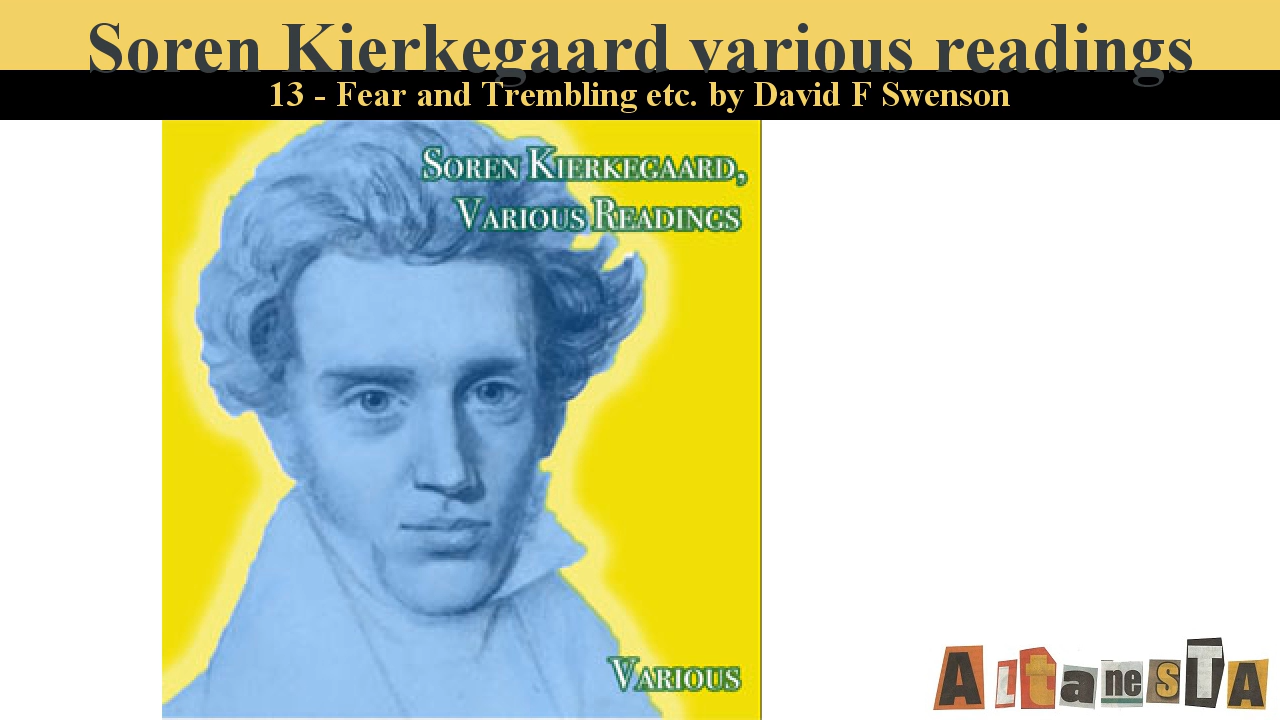 Soren Kierkegaard various readings
13 - Fear and Trembling etc. by David F Swenson
Soren Kierkegaard,
Various Readings
Various
AltanesTA